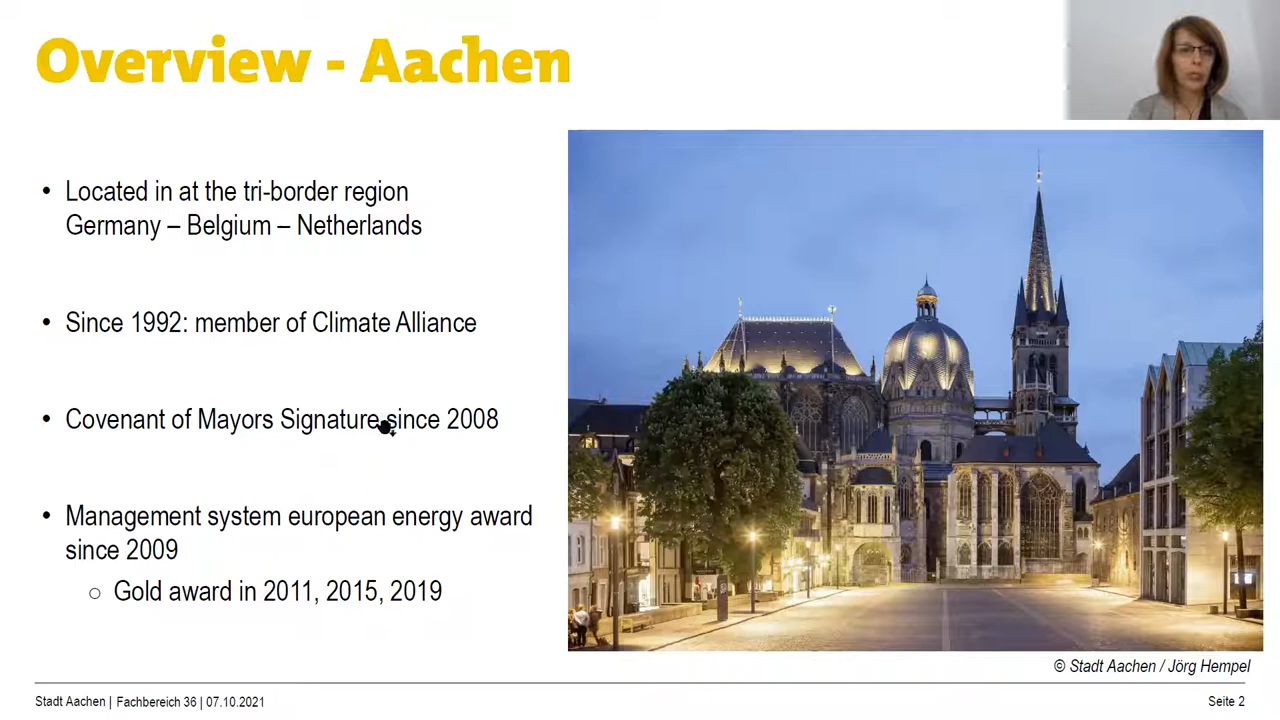 Overview - Aachen
• Located in at the tri-border region
Germany – Belgium – Netherlands
• Since 1992: member of Climate Alliance
• Covenant of Mayors Signature since 2008
• Management system european energy award
since 2009
○ Gold award in 2011, 2015, 2019
© Stadt Aachen / Jörg Hempel
Stadt Aachen | Fachbereich 36 | 07.10.2021
Seite 2